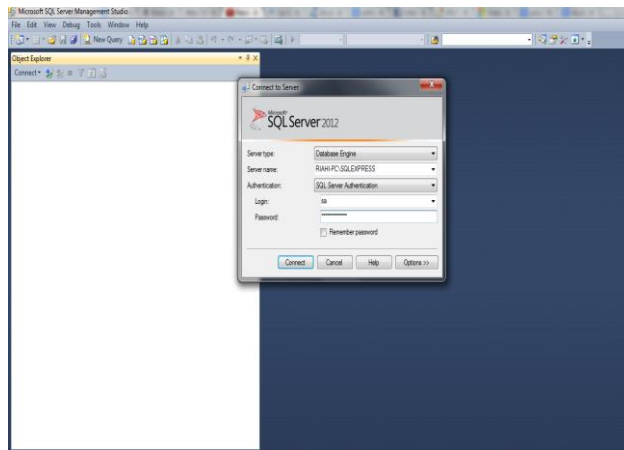 Microsoft SQL Server Management Studio
File Edit View Debug Tools Window Help
New Query
Object Explorer
Connect
Connect to Server
Microsoft
SQL Server 2012
Server type: Database Engine
Server name: RIAHI-PC\SQLEXPRESS
Authentication: SQL Server Authentication
Login: sa
Password: ************
Remember password
Connect Cancel Help Options >>